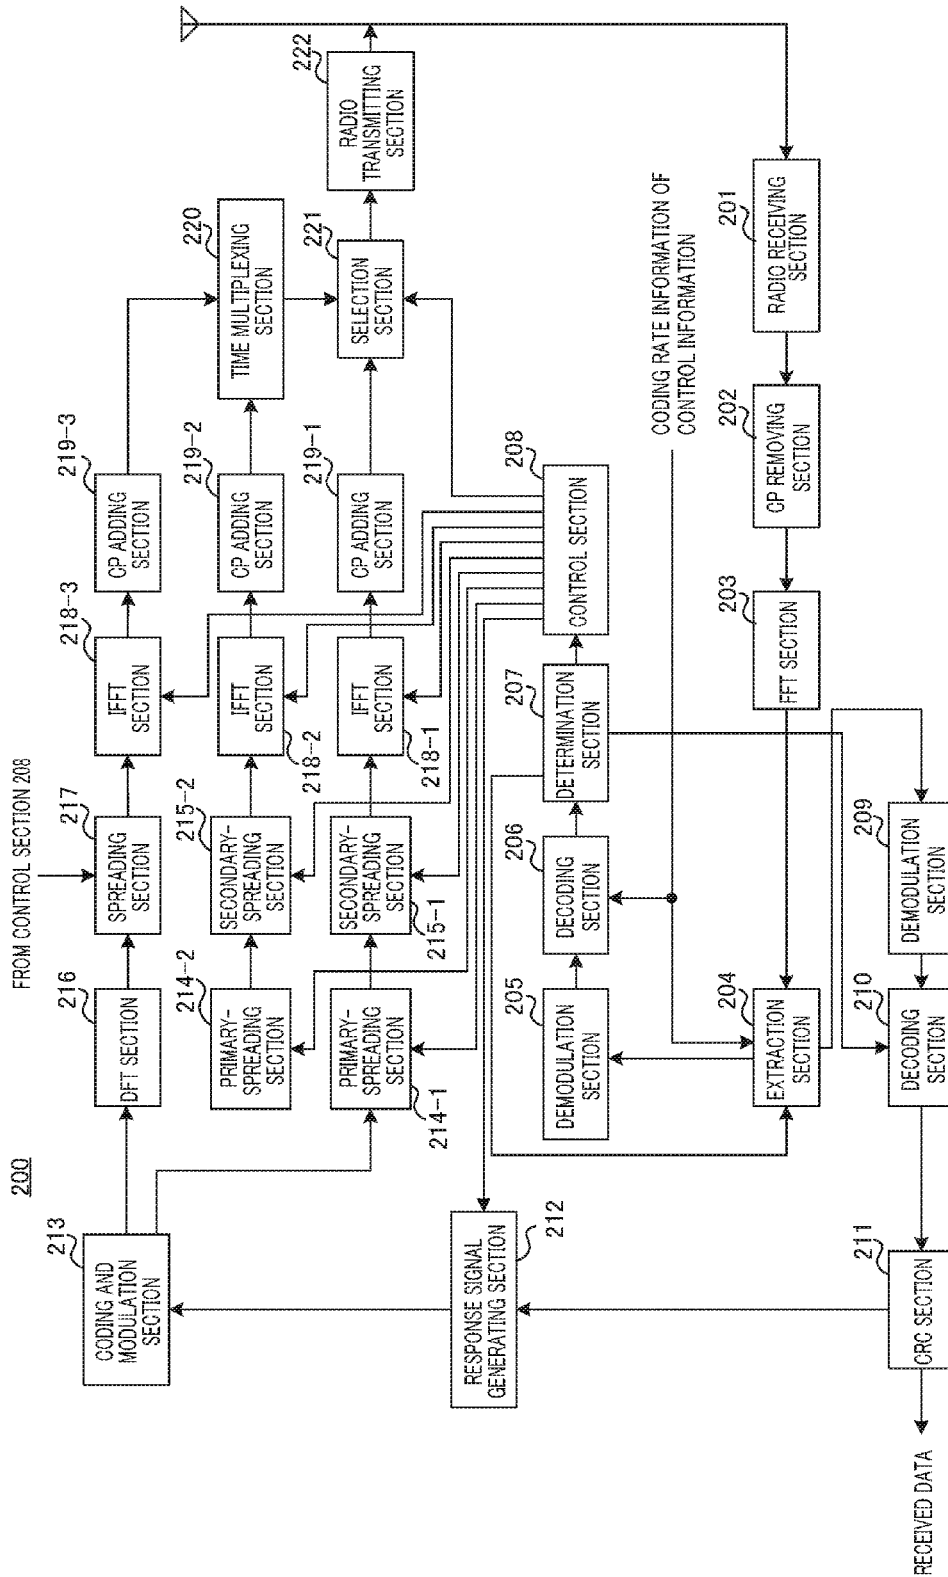 200
FROM CONTROL SECTION 208
213
CODING AND
MODULATION
SECTION
216
DFT SECTION
217
SPREADING
SECTION
218-3
IFFT
SECTION
219-3
CP ADDING
SECTION
220
TIME MULTIPLEXING
SECTION
214-2
PRIMARY-
SPREADING
SECTION
215-2
SECONDARY-
SPREADING
SECTION
IFFT
SECTION
218-2
219-2
CP ADDING
SECTION
221
SELECTION
SECTION
222
RADIO
TRANSMITTING
SECTION
PRIMARY-
SPREADING
SECTION
214-1
SECONDARY-
SPREADING
SECTION
215-1
IFFT
SECTION
218-1
219-1
CP ADDING
SECTION
RESPONSE SIGNAL
GENERATING SECTION
212
205
DEMODULATION
SECTION
206
DECODING
SECTION
207
DETERMINATION
SECTION
208
CONTROL SECTION
CODING RATE INFORMATION OF
CONTROL INFORMATION
204
EXTRACTION
SECTION
203
FFT SECTION
202
CP REMOVING
SECTION
201
RADIO RECEIVING
SECTION
RECEIVED DATA
211
CRC SECTION
210
DECODING
SECTION
209
DEMODULATION
SECTION